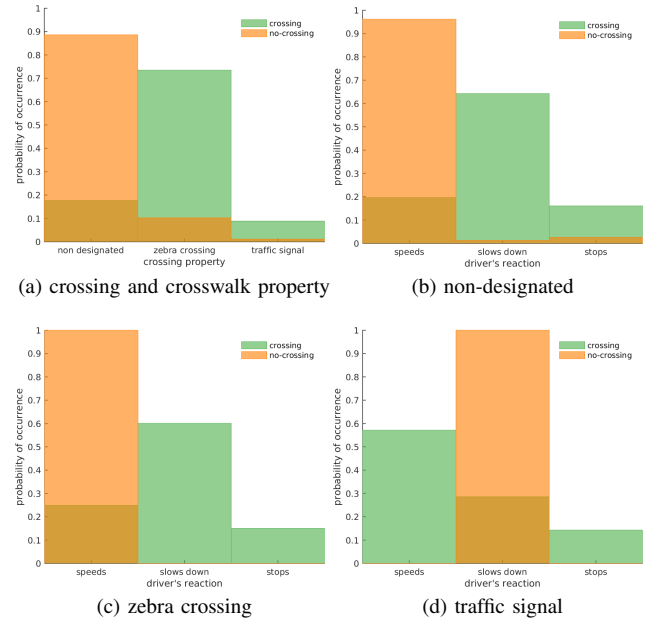 1
0.9
0.8
0.7
0.6
0.5
0.4
0.3
0.2
0.1
0
probability of occurrence
crossing
no-crossing
non designated zebra crossing traffic signal
crossing property
(a) crossing and crosswalk property
1
0.9
0.8
0.7
0.6
0.5
0.4
0.3
0.2
0.1
0
probability of occurrence
crossing
no-crossing
speeds slows down stops
driver's reaction
(b) non-designated
1
0.9
0.8
0.7
0.6
0.5
0.4
0.3
0.2
0.1
0
probability of occurrence
crossing
no-crossing
speeds slows down stops
driver's reaction
(c) zebra crossing
1
0.9
0.8
0.7
0.6
0.5
0.4
0.3
0.2
0.1
0
probability of occurrence
crossing
no-crossing
speeds slows down stops
driver's reaction
(d) traffic signal